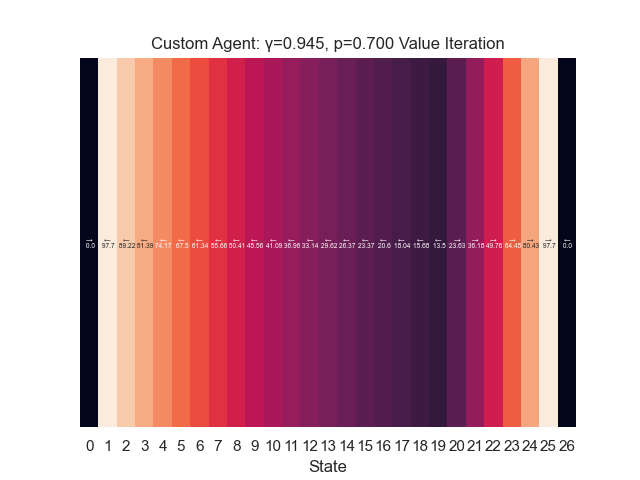 Custom Agent: γ=0.945, p=0.700 Value Iteration
0.0 97.7 89.22 81.39 74.17 67.5 61.34 55.66 50.41 45.56 41.09 36.96 33.14 29.62 26.37 23.37 20.6 15.65 13.5 23.63 36.15 49.76 64.45 80.43 97.7 0.0
0 1 2 3 4 5 6 7 8 9 10 11 12 13 14 15 16 17 18 19 20 21 22 23 24 25 26
State